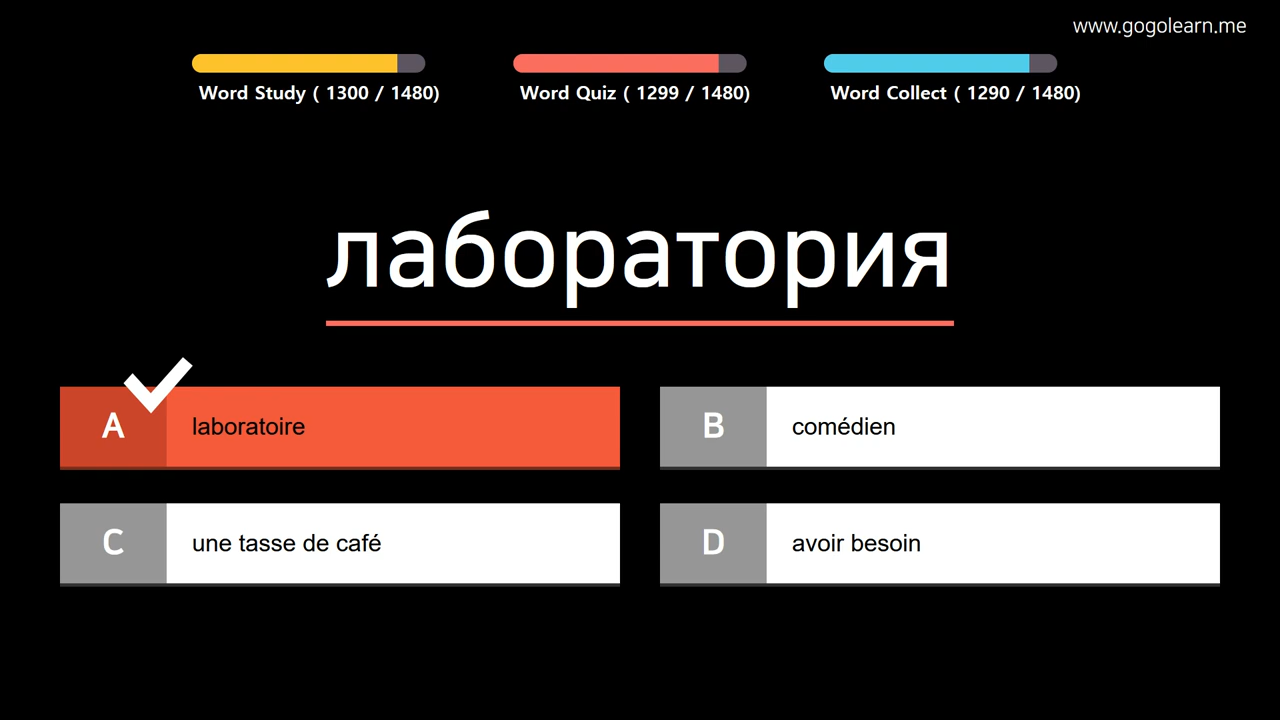 www.gogolearn.me
Word Study ( 1300 / 1480)
Word Quiz ( 1299 / 1480)
Word Collect ( 1290 / 1480)
лаборатория
A laboratoire
B comédien
C une tasse de café
D avoir besoin